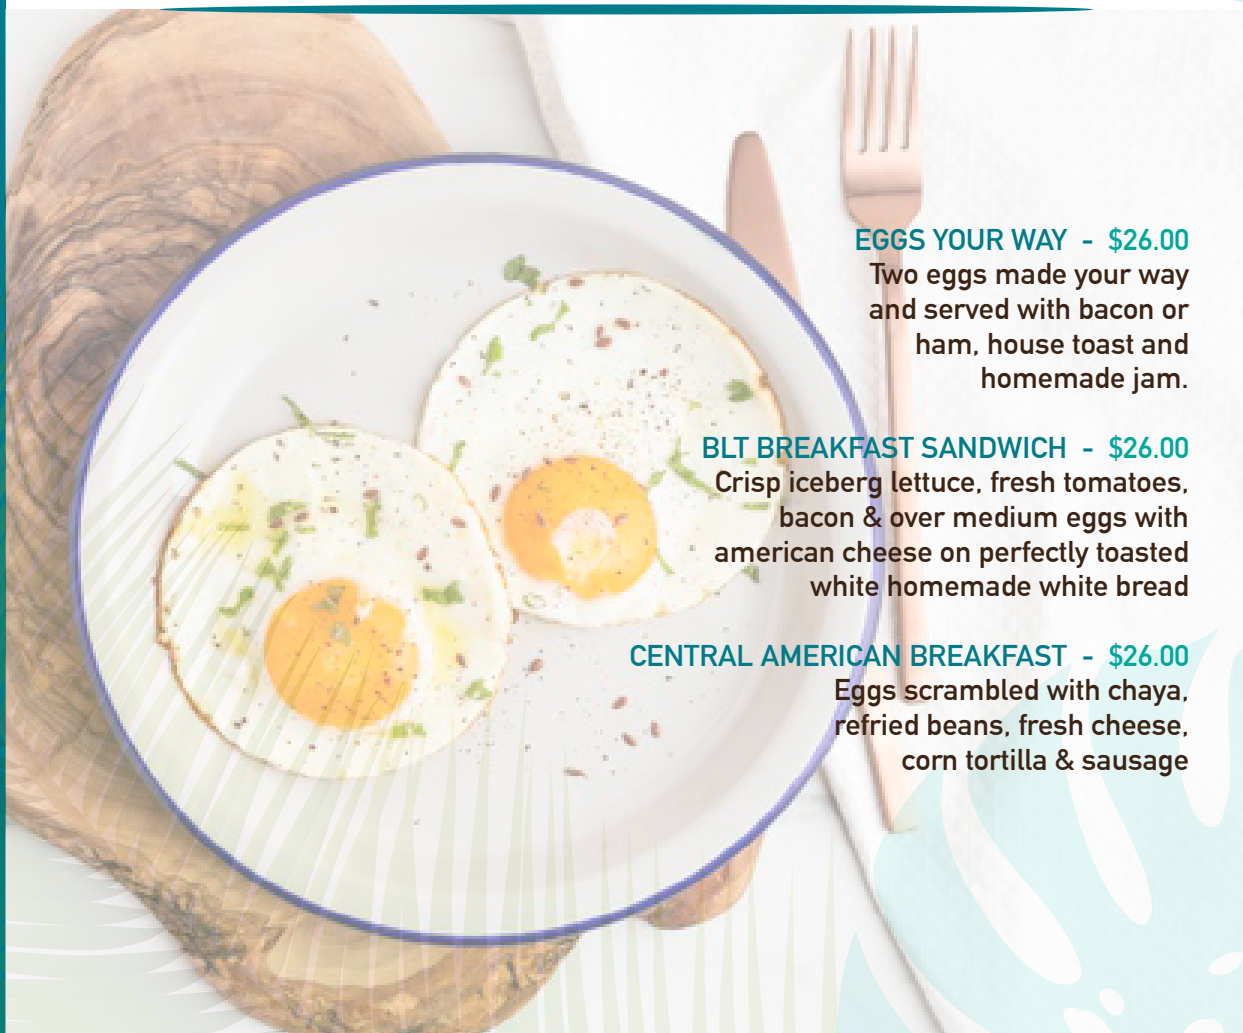 EGGS YOUR WAY - $26.00
Two eggs made your way
and served with bacon or
ham, house toast and
homemade jam.
BLT BREAKFAST SANDWICH - $26.00
Crisp iceberg lettuce, fresh tomatoes,
bacon & over medium eggs with
american cheese on perfectly toasted
white homemade white bread
CENTRAL AMERICAN BREAKFAST - $26.00
Eggs scrambled with chaya,
refried beans, fresh cheese,
corn tortilla & sausage